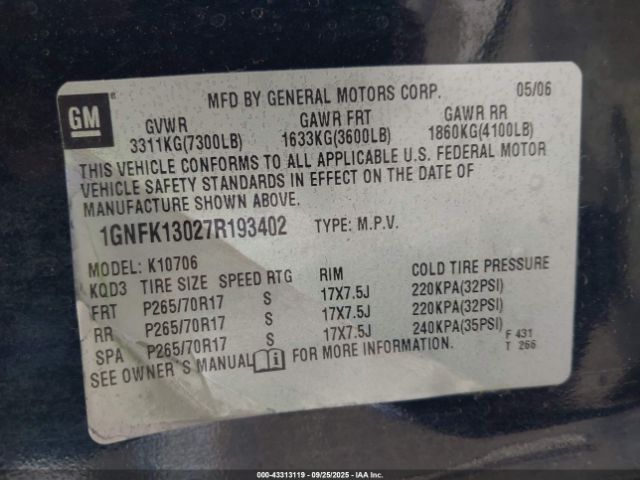 GM
MFD BY GENERAL MOTORS CORP. 05/06
GVWR GAWR FRT GAWR RR
3311KG(7300LB) 1633KG(3600LB) 1860KG(4100LB)
THIS VEHICLE CONFORMS TO ALL APPLICABLE U.S. FEDERAL MOTOR
VEHICLE SAFETY STANDARDS IN EFFECT ON THE DATE OF
MANUFACTURE SHOWN ABOVE.
1GNFK13027R193402 TYPE: M.P.V.
MODEL: K10706
KQD3 TIRE SIZE SPEED RTG RIM COLD TIRE PRESSURE
FRT P265/70R17 S 17X7.5J 220KPA(32PSI)
RR P265/70R17 S 17X7.5J 220KPA(32PSI)
SPA P265/70R17 S 17X7.5J 240KPA(35PSI)
SEE OWNER'S MANUAL FOR MORE INFORMATION.
F 431
T 266
000-43313119 - 09/25/2025 - IAA Inc.